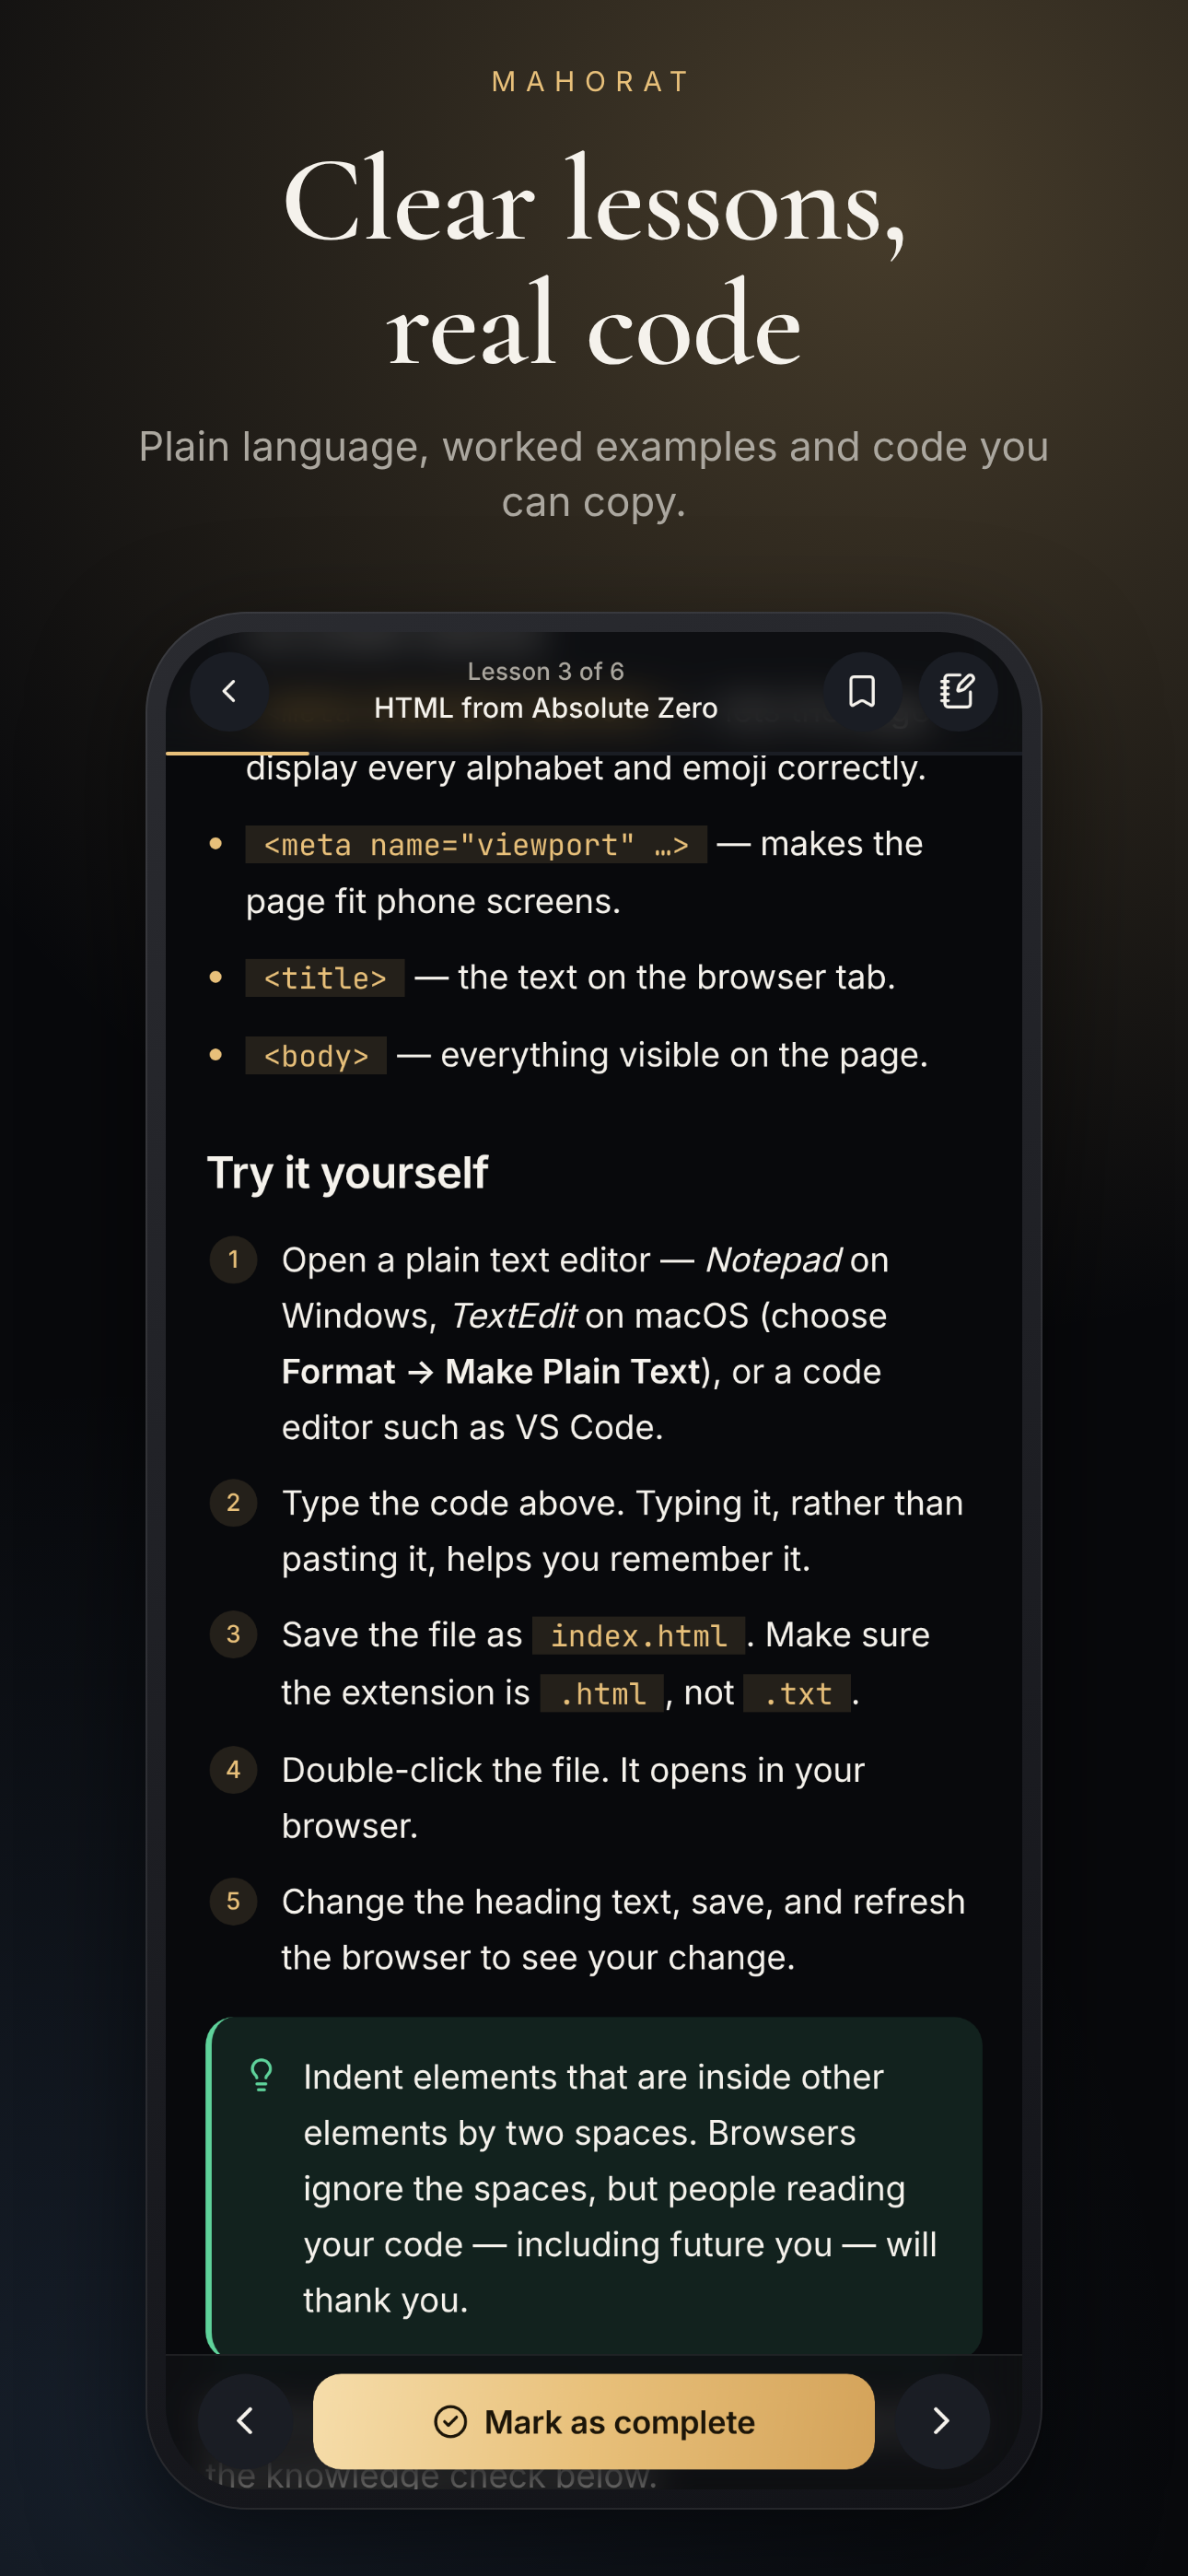 MAHORAT
Clear lessons,
real code
Plain language, worked examples and code you
can copy.
Lesson 3 of 6
HTML from Absolute Zero
display every alphabet and emoji correctly.
• <meta name="viewport" …> — makes the
page fit phone screens.
• <title> — the text on the browser tab.
• <body> — everything visible on the page.
Try it yourself
1 Open a plain text editor — Notepad on
Windows, TextEdit on macOS (choose
Format → Make Plain Text), or a code
editor such as VS Code.
2 Type the code above. Typing it, rather than
pasting it, helps you remember it.
3 Save the file as index.html. Make sure
the extension is .html, not .txt.
4 Double-click the file. It opens in your
browser.
5 Change the heading text, save, and refresh
the browser to see your change.
Indent elements that are inside other
elements by two spaces. Browsers
ignore the spaces, but people reading
your code — including future you — will
thank you.
Mark as complete
the knowledge check below.